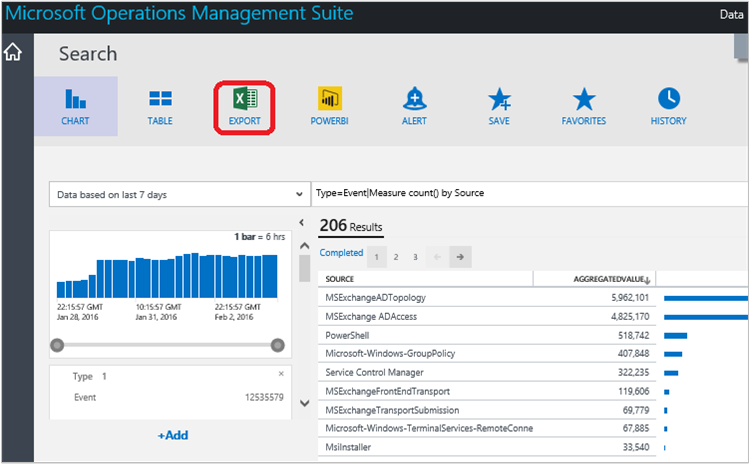 Microsoft Operations Management Suite
Data
Search
CHART
TABLE
EXPORT
POWERBI
ALERT
SAVE
FAVORITES
HISTORY
Data based on last 7 days
Type=Event|Measure count() by Source
1 bar = 6 hrs
22:15:57 GMT
Jan 28, 2016
10:15:57 GMT
Jan 31, 2016
22:15:57 GMT
Feb 2, 2016
Type 1
Event 12535579
+Add
206 Results
Completed 1 2 3
SOURCE AGGREGATEDVALUE
MSExchangeADTopology 5,962,101
MSExchange ADAccess 4,825,170
PowerShell 518,742
Microsoft-Windows-GroupPolicy 407,848
Service Control Manager 322,235
MSExchangeFrontEndTransport 119,606
MSExchangeTransportSubmission 69,779
Microsoft-Windows-TerminalServices-RemoteConne 67,885
MsiInstaller 33,540